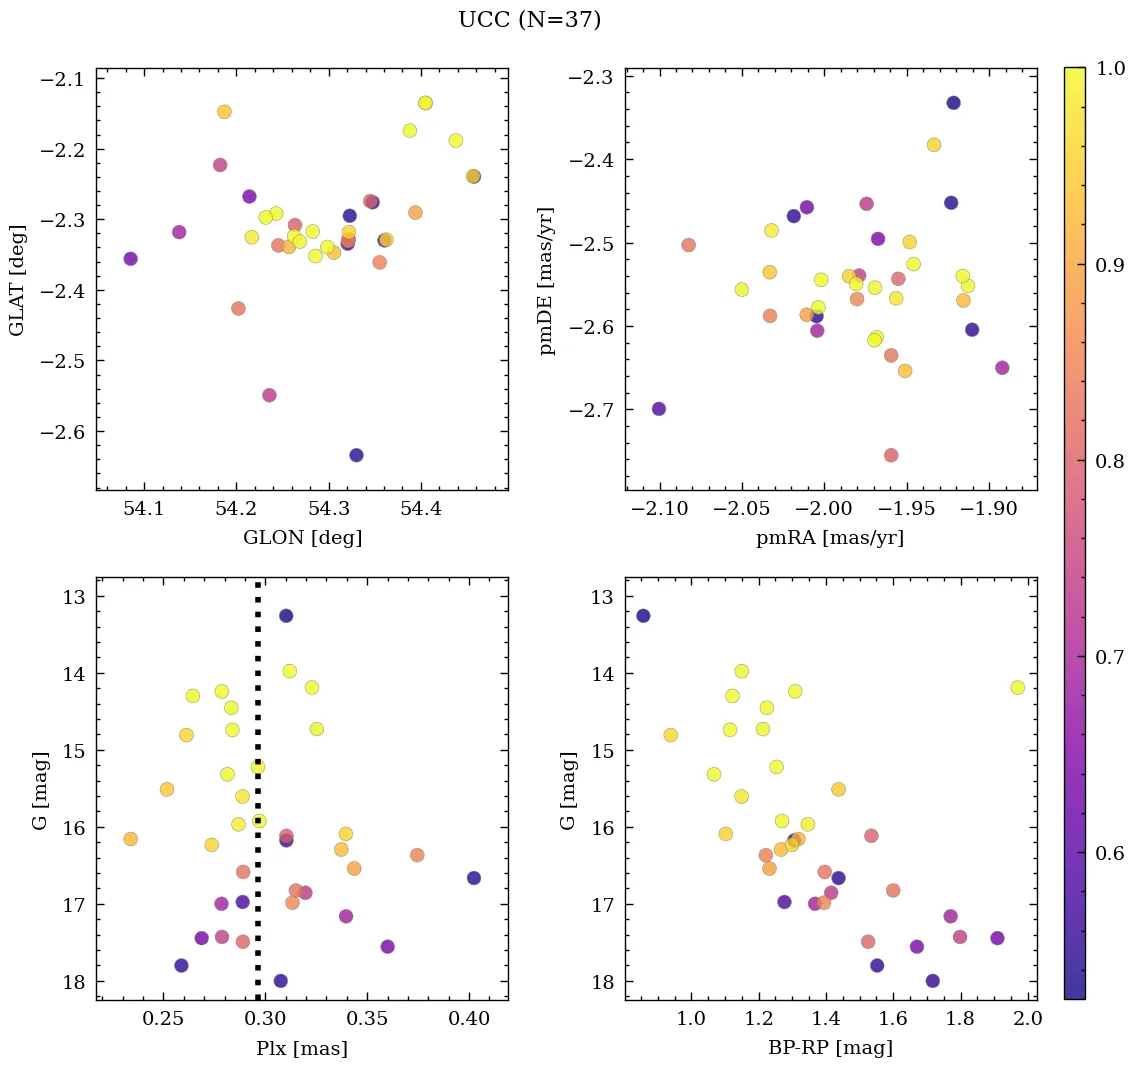 UCC (N=37)
−2.1
−2.2
−2.3
−2.4
−2.5
−2.6
GLAT [deg]
54.1 54.2 54.3 54.4
GLON [deg]
−2.3
−2.4
−2.5
−2.6
−2.7
pmDE [mas/yr]
−2.10 −2.05 −2.00 −1.95 −1.90
pmRA [mas/yr]
13
14
15
16
17
18
G [mag]
0.25 0.30 0.35 0.40
Plx [mas]
13
14
15
16
17
18
G [mag]
1.0 1.2 1.4 1.6 1.8 2.0
BP-RP [mag]
1.0
0.9
0.8
0.7
0.6